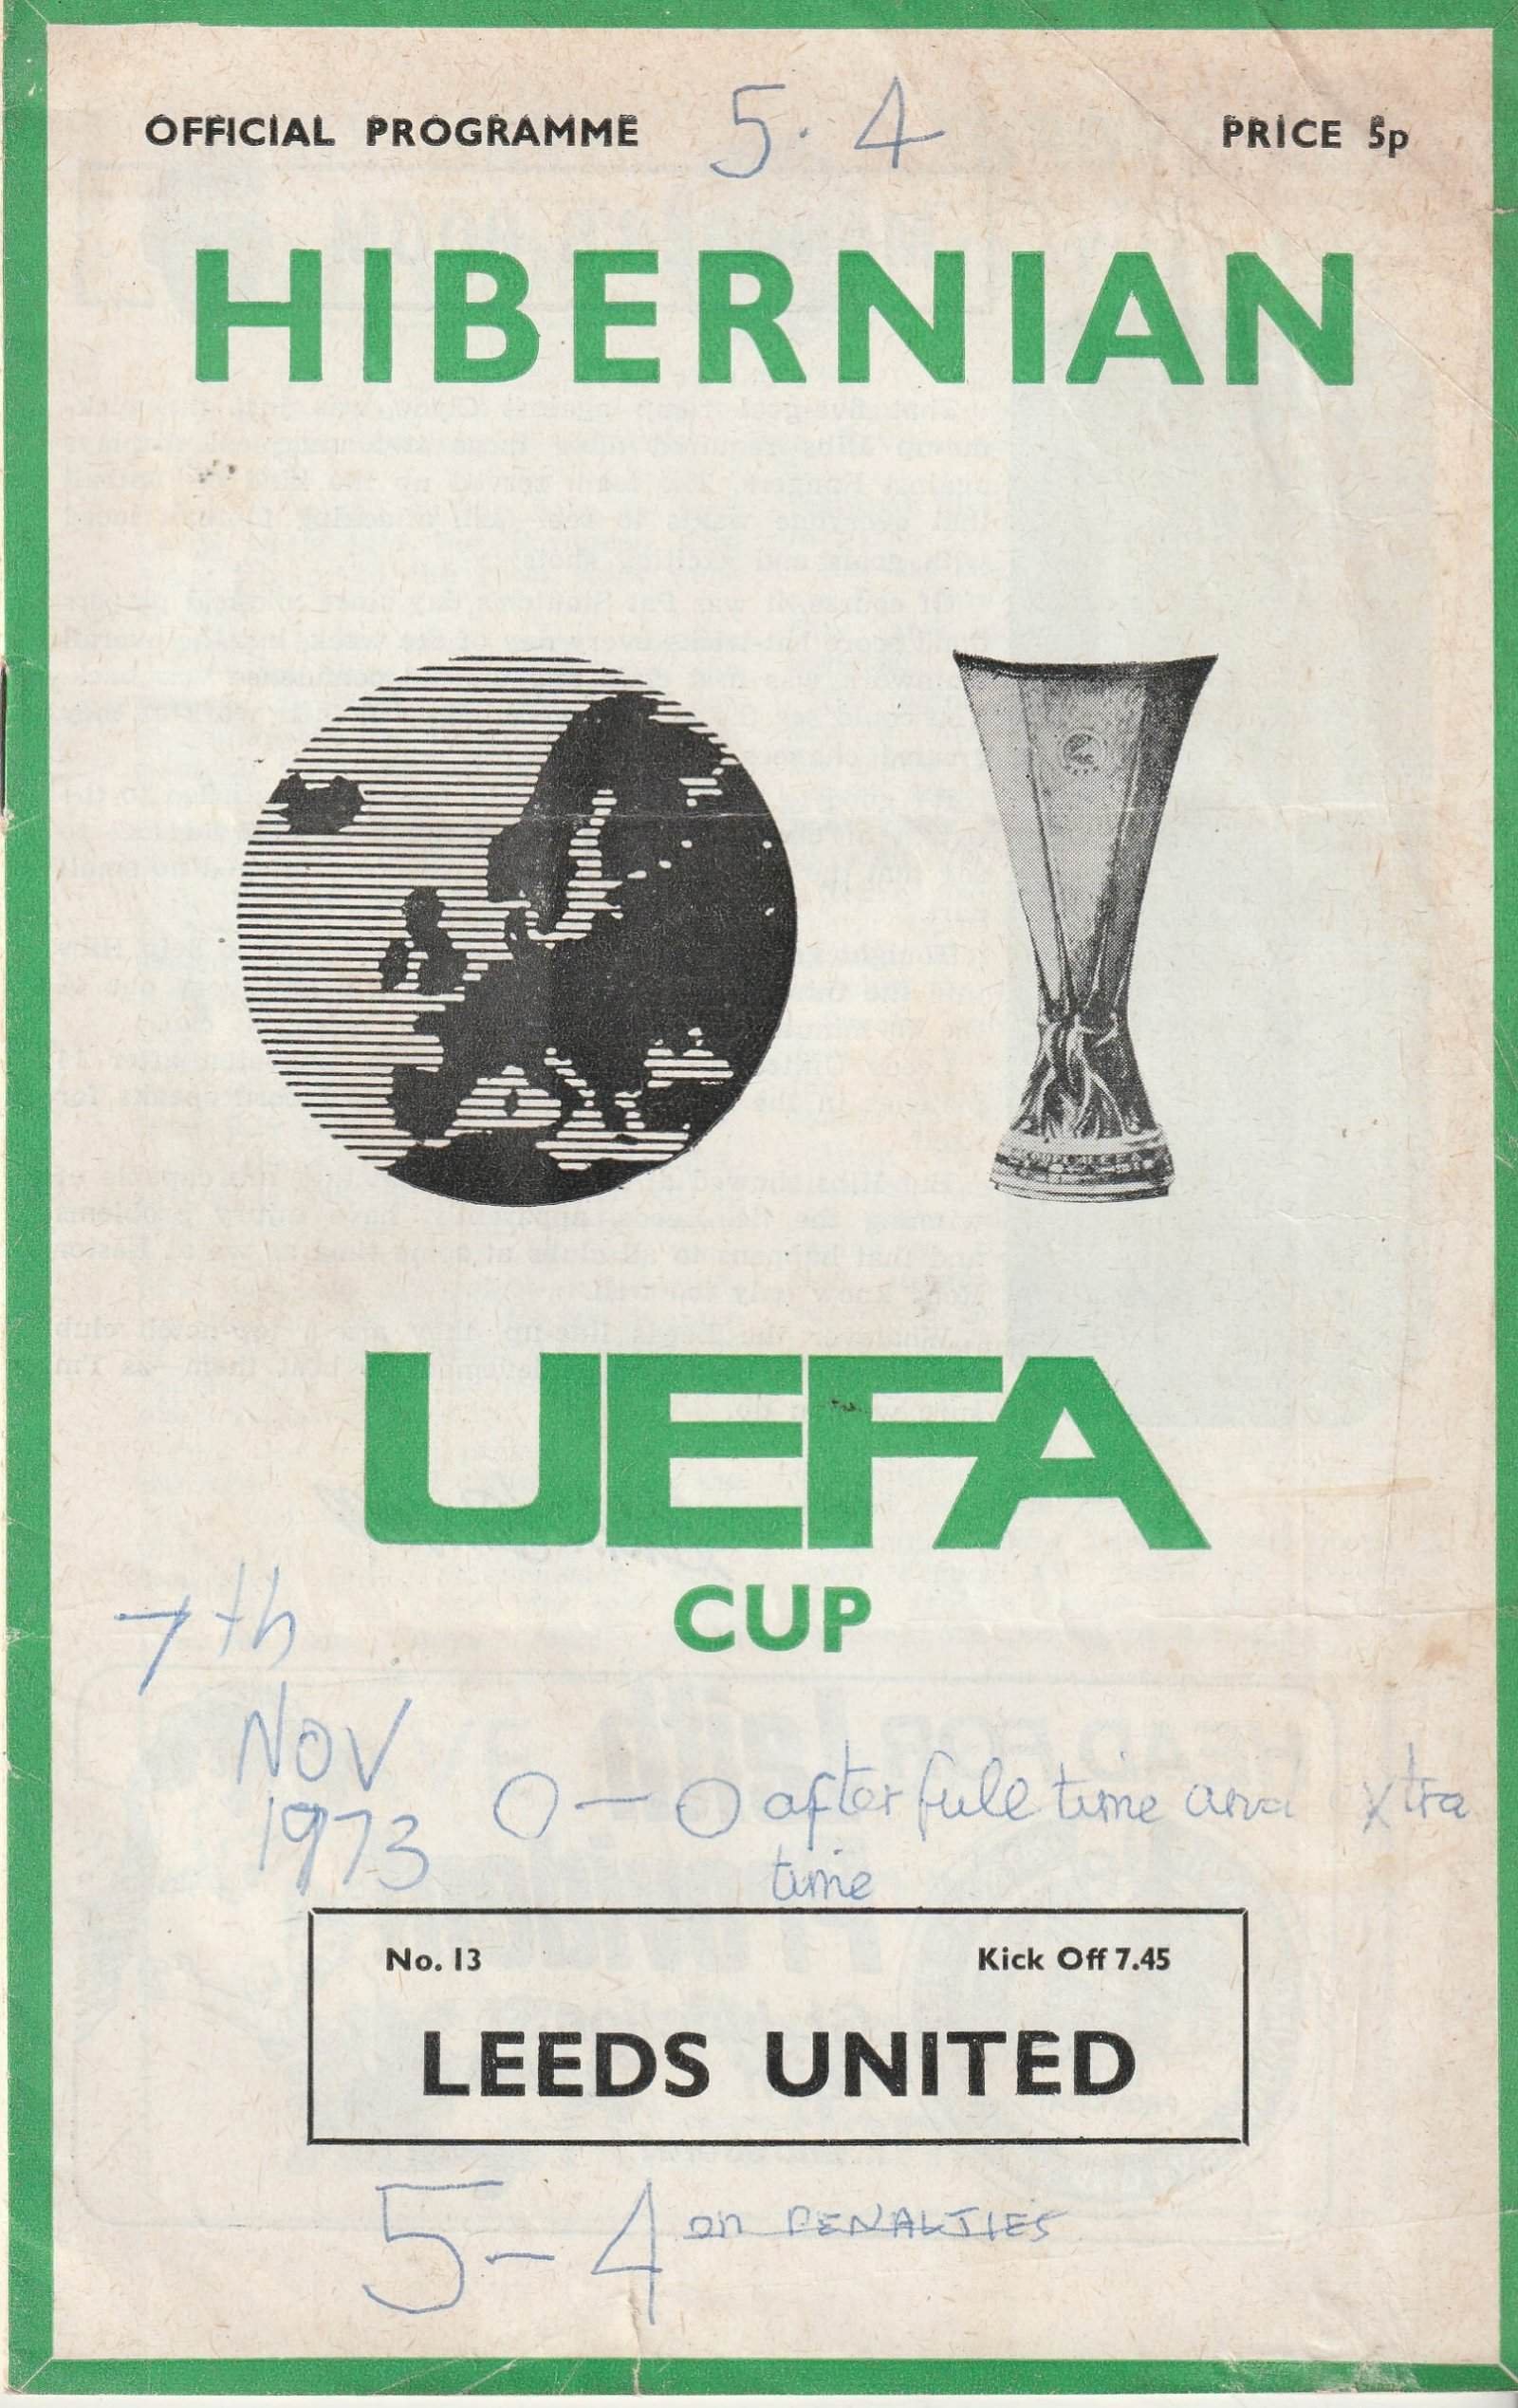 OFFICIAL PROGRAMME 5. 4 PRICE 5p
HIBERNIAN
UEFA
CUP
7th
NOV
1973
0 - 0 after full time and xtra
time
No. 13 Kick Off 7.45
LEEDS UNITED
5 - 4 on PENALTIES